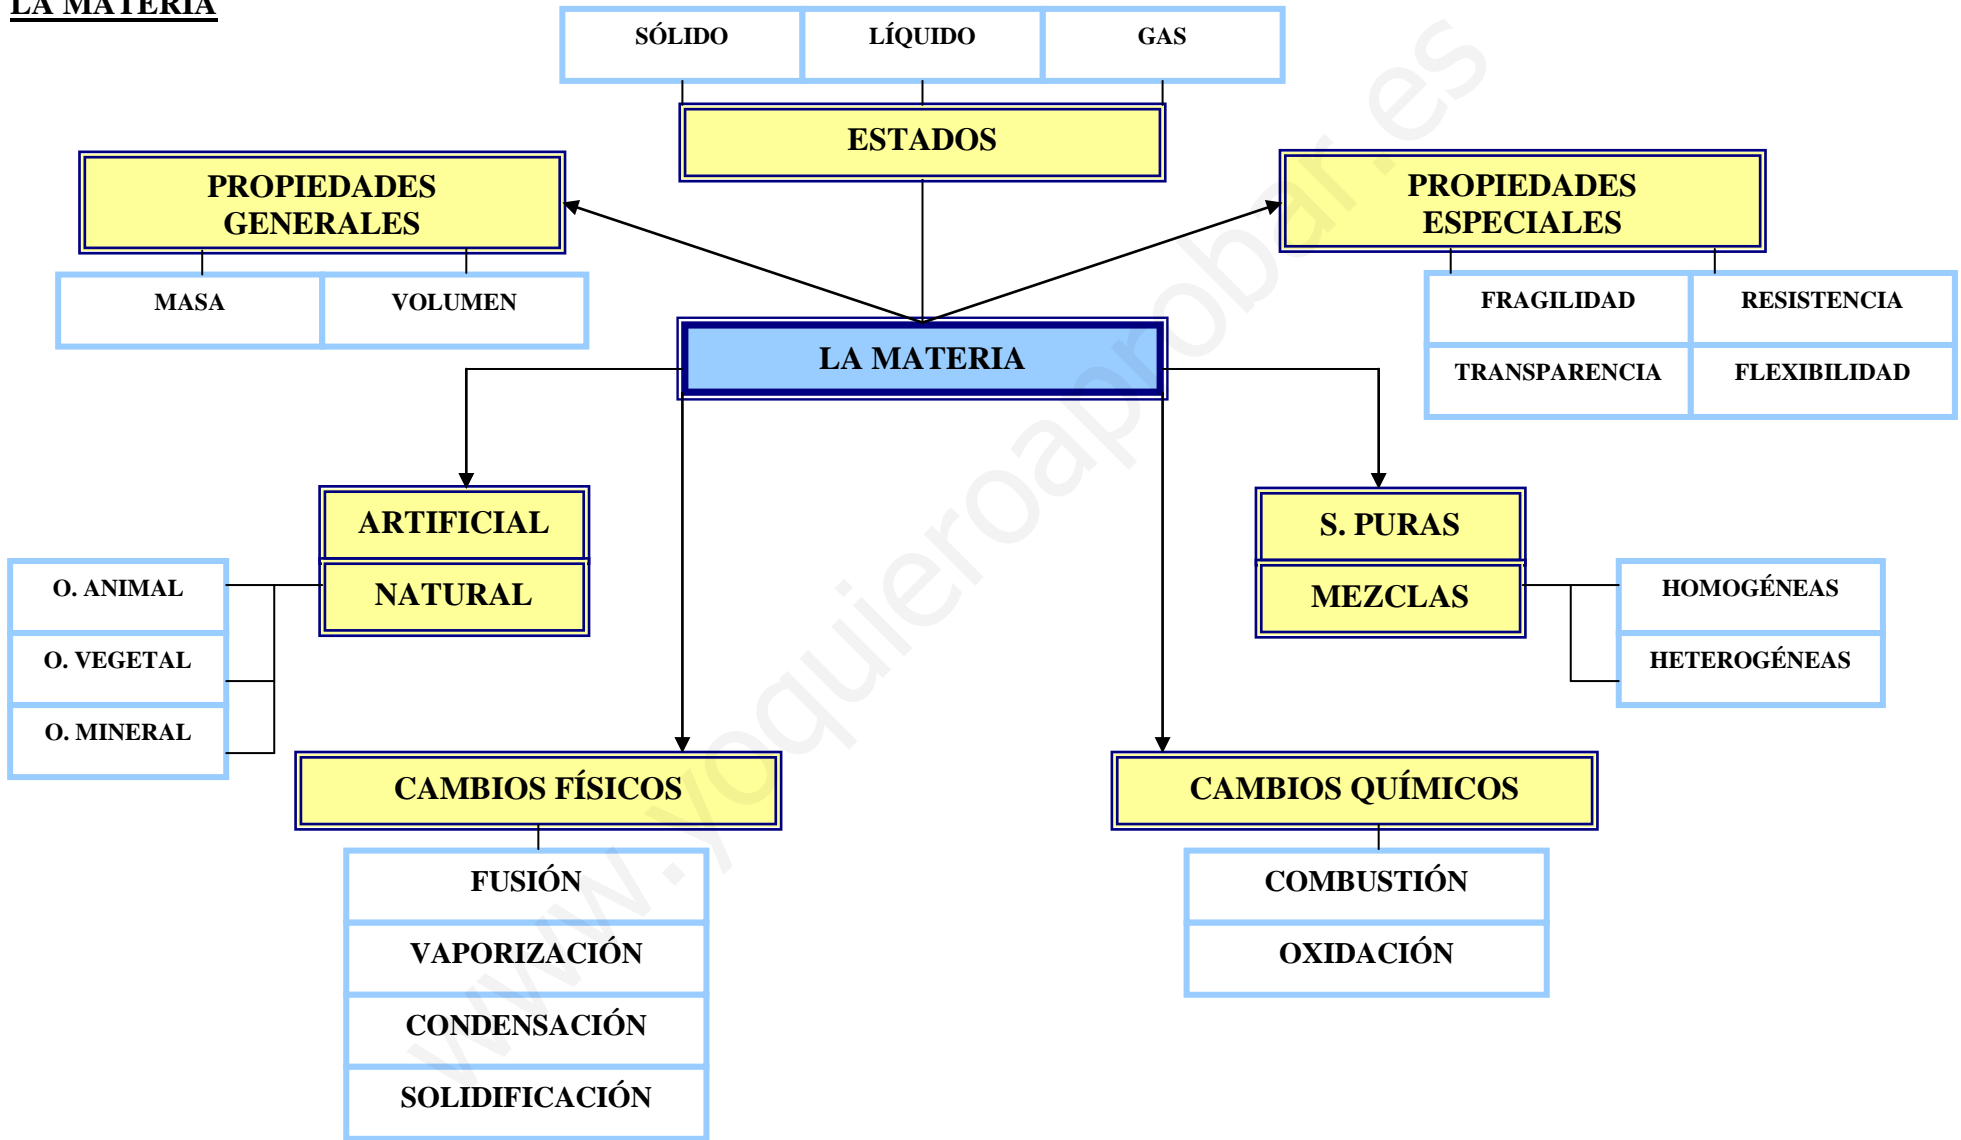 LA MATERIA
SÓLIDO
LÍQUIDO
GAS
ESTADOS
PROPIEDADES
GENERALES
PROPIEDADES
ESPECIALES
MASA
VOLUMEN
FRAGILIDAD
RESISTENCIA
TRANSPARENCIA
FLEXIBILIDAD
LA MATERIA
ARTIFICIAL
NATURAL
S. PURAS
MEZCLAS
O. ANIMAL
O. VEGETAL
O. MINERAL
HOMOGÉNEAS
HETEROGÉNEAS
CAMBIOS FÍSICOS
CAMBIOS QUÍMICOS
FUSIÓN
VAPORIZACIÓN
CONDENSACIÓN
SOLIDIFICACIÓN
COMBUSTIÓN
OXIDACIÓN
www.yoquieroaprobar.es